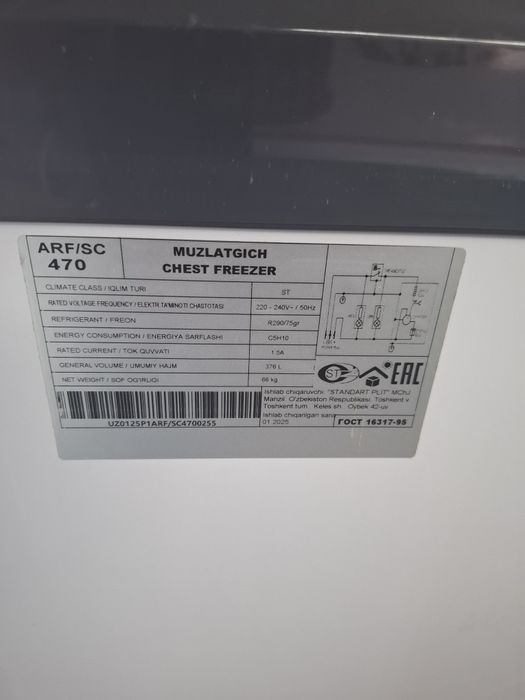 ARF/SC
470
MUZLATGICH
CHEST FREEZER
CLIMATE CLASS / IQLIM TURI ST
RATED VOLTAGE FREQUENCY / ELEKTR TAMINOTI CHASTOTASI 220 - 240V~ / 50Hz
REFRIGERANT / FREON R290/75gr
ENERGY CONSUMPTION / ENERGIYA SARFLASHI C5H10
RATED CURRENT / TOK QUVVATI 1.5A
GENERAL VOLUME / UMUMIY HAJM 376 L
NET WEIGHT / SOF OG'IRLIGI 66 kg
ST
EAC
UZ0125P1ARF/SC4700255
Ishlab chiqaruvchi: "STANDART PLIT" MChJ
Manzil: O'zbekiston Respublikasi, Toshkent v
Toshkent tum. Keles sh. Oybek 42-uy
Ishlab chiqarilgan sana
01.2025
ГОСТ 16317-95